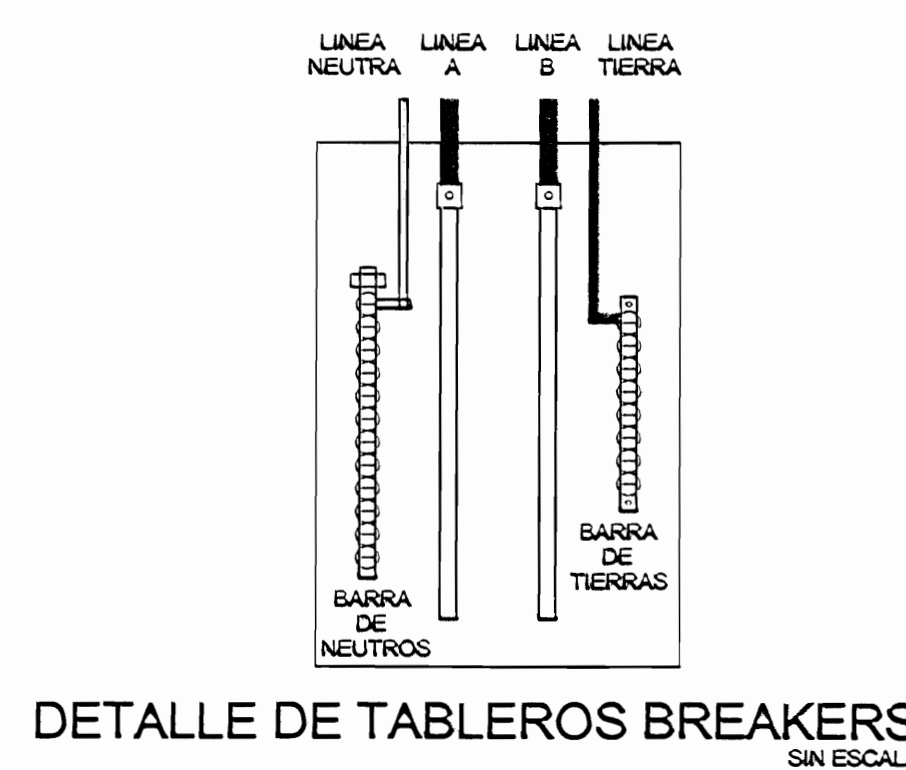 LINEA NEUTRA
LINEA A
LINEA B
LINEA TIERRA
BARRA
DE
TIERRAS
BARRA
DE
NEUTROS
DETALLE DE TABLEROS BREAKERS
SIN ESCAL